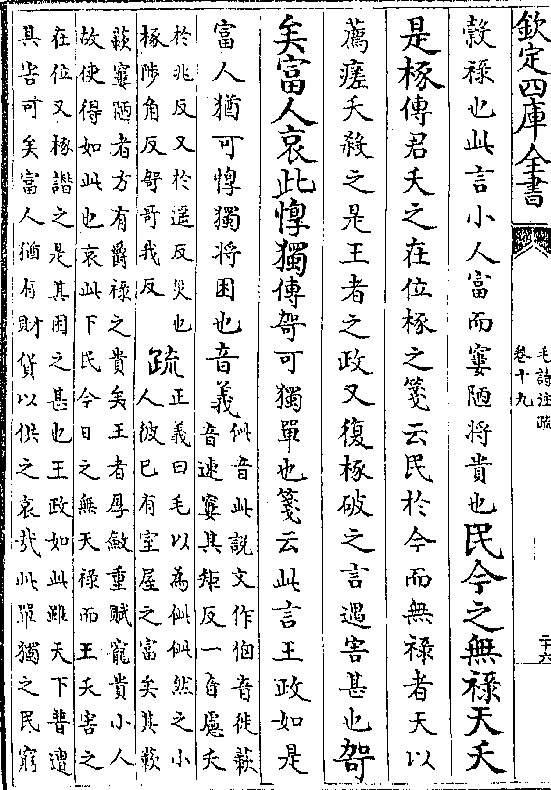 欽定四庫全書
毛詩注疏
卷十九
二十六
穀祿也此言小人富而窶陋將貴也民今之無祿天夭
是椓傳君夭之在位椓之箋云民於今而無祿者天以
薦瘥夭殺之是王者之政又復椓破之言遇害甚也哿
矣富人哀此惸獨傳哿可獨單也箋云此言王政如是
富人猶可惸獨將困也音義
佌音此說文作㑁音徙蔌
音速窶其矩反一音慮夭
於兆反又於遥反災也
椓陟角反哿哥我反
疏
正義曰毛以為佌佌然之小
人彼已有室屋之富矣其蔌
蔌窶陋者方有爵祿之貴矣王者厚斂重賦寵貴小人
故使得如此也哀此下民今日之無天祿而王夭害之
在位又椓譖之是其困之甚也王政如此雖天下普遭
其害可矣富人猶有財貨以供之哀哉此單獨之民窮